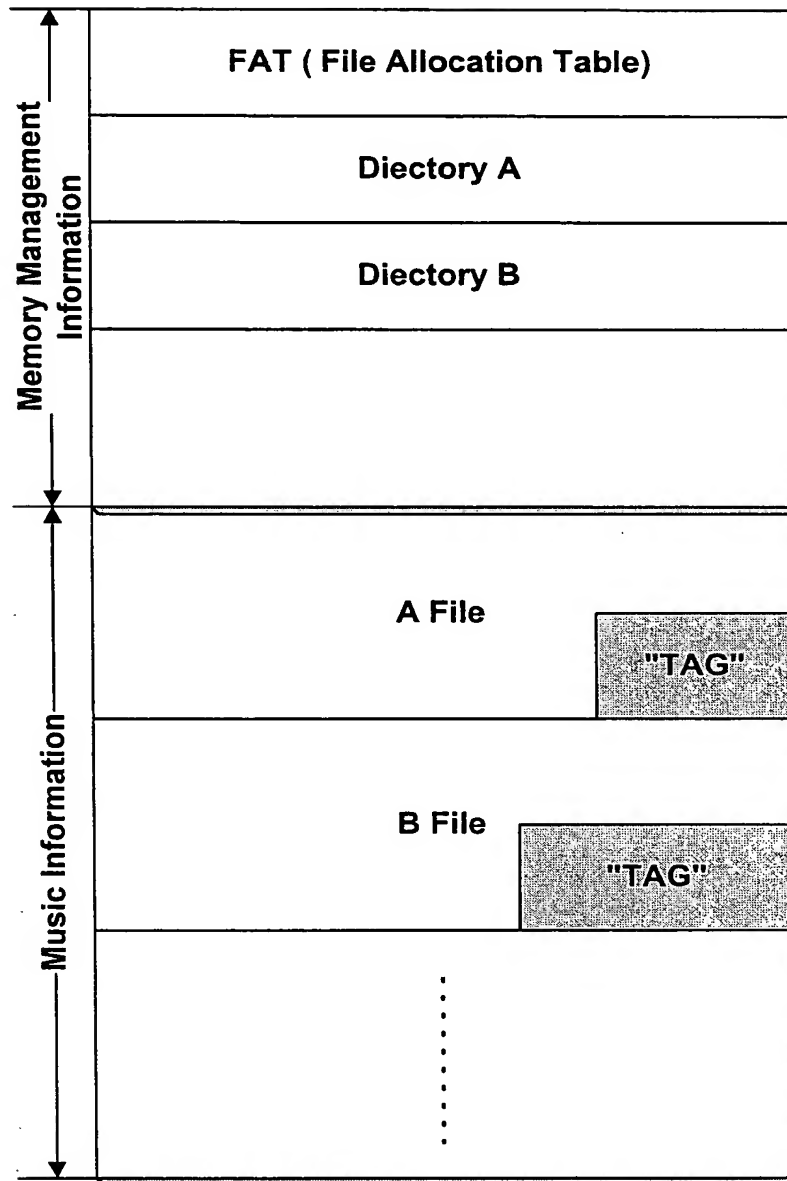 FAT ( File Allocation Table)
Diectory A
Diectory B
Memory Management
Information
A File
"TAG"
B File
"TAG"
Music Information